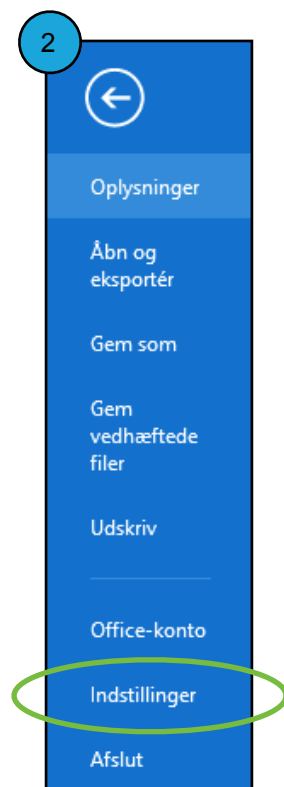 2
Oplysninger
Åbn og
eksportér
Gem som
Gem
vedhæftede
filer
Udskriv
Office-konto
Indstillinger
Afslut